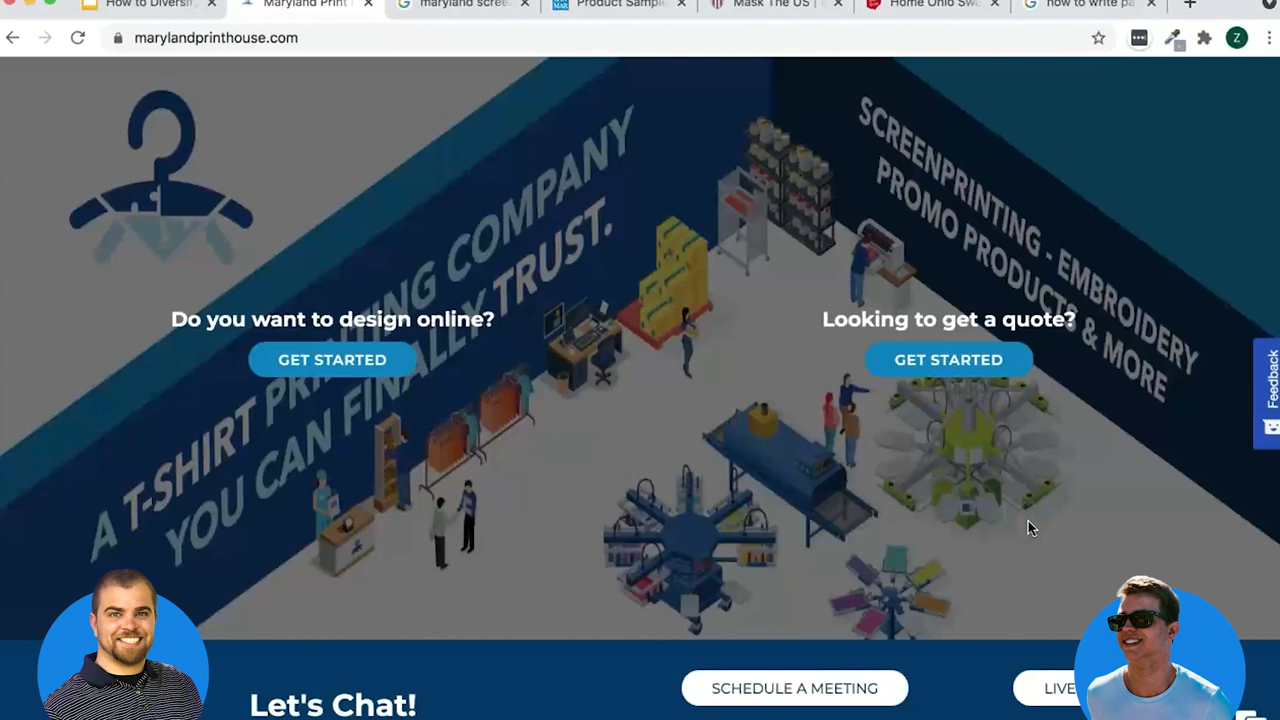 How to Diversi
Maryland Print
maryland scree
Product Sampl
Mask The US |
Home Ohio Sw
how to write pa
marylandprinthouse.com
Z
A T-SHIRT PRINTING COMPANY
YOU CAN FINALLY TRUST.
SCREENPRINTING - EMBROIDERY
PROMO PRODUCTS & MORE
Do you want to design online?
GET STARTED
Looking to get a quote?
GET STARTED
Feedback
Let's Chat!
SCHEDULE A MEETING
LIVE